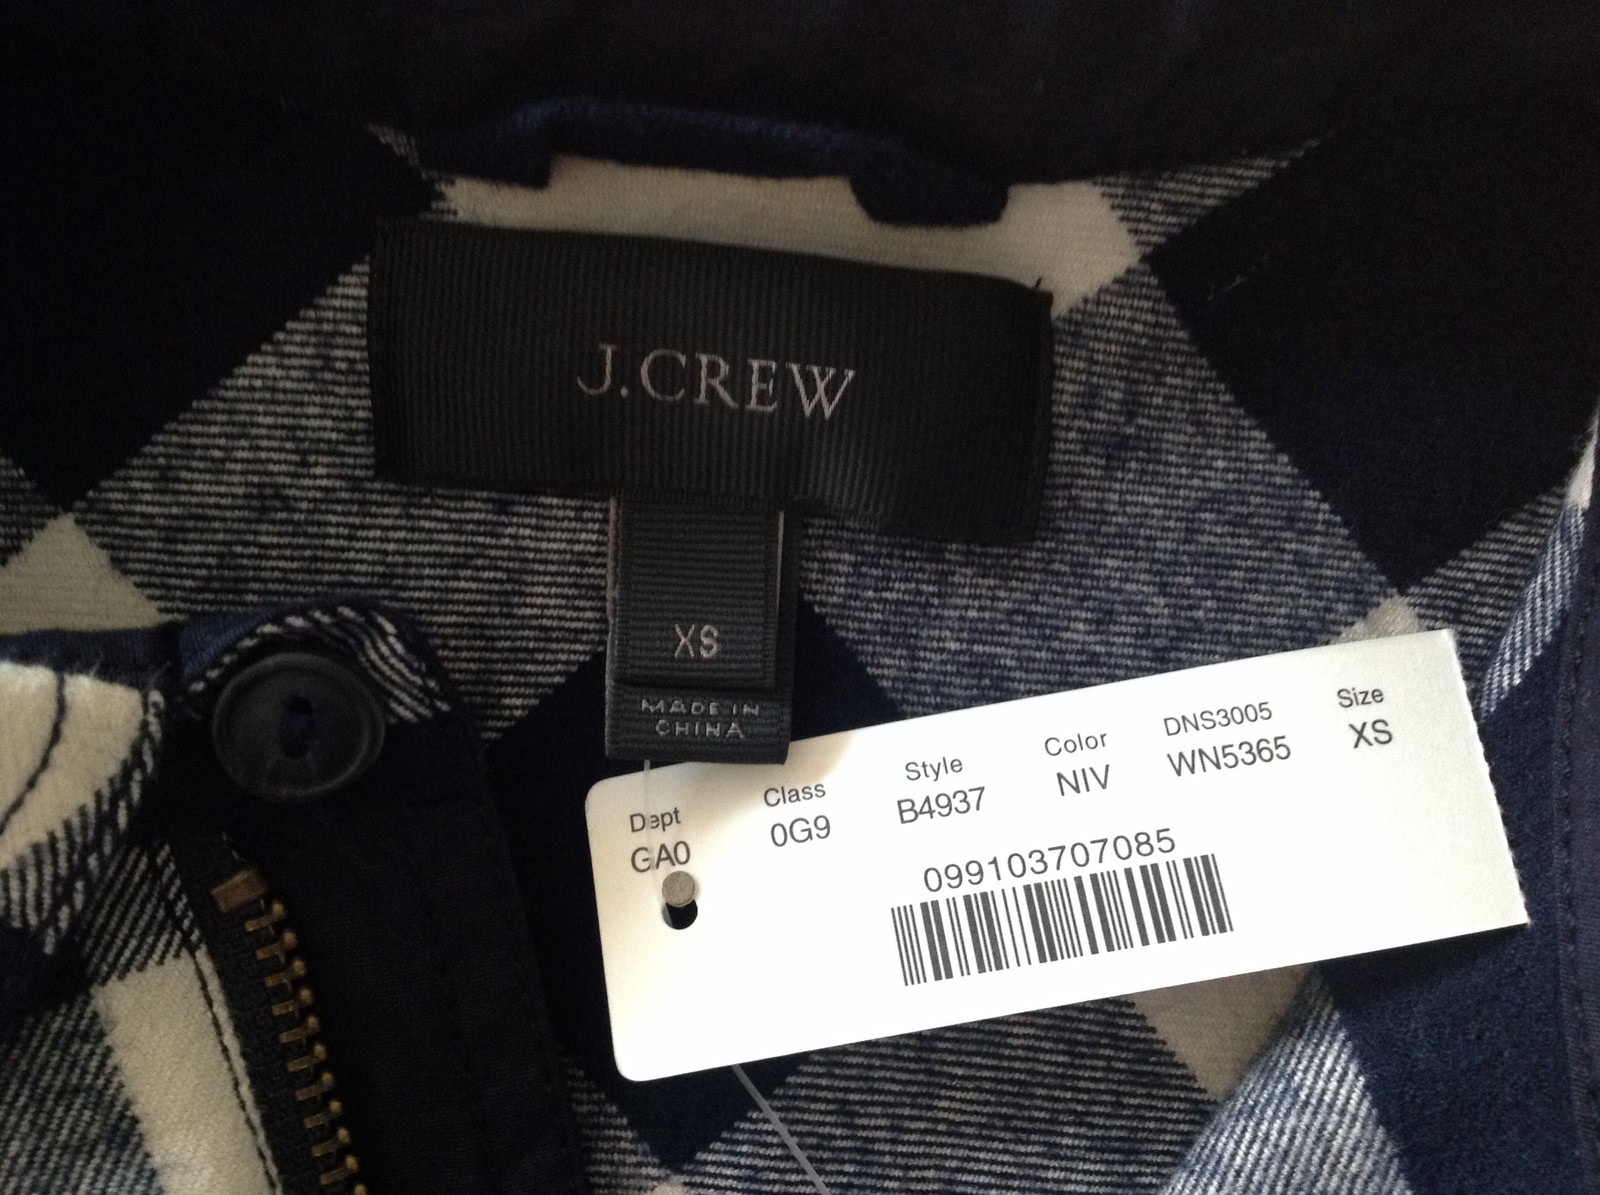 J.CREW
XS
MADE IN
CHINA
Dept Class Style Color DNS3005 Size
GA0 0G9 B4937 NIV WN5365 XS
099103707085